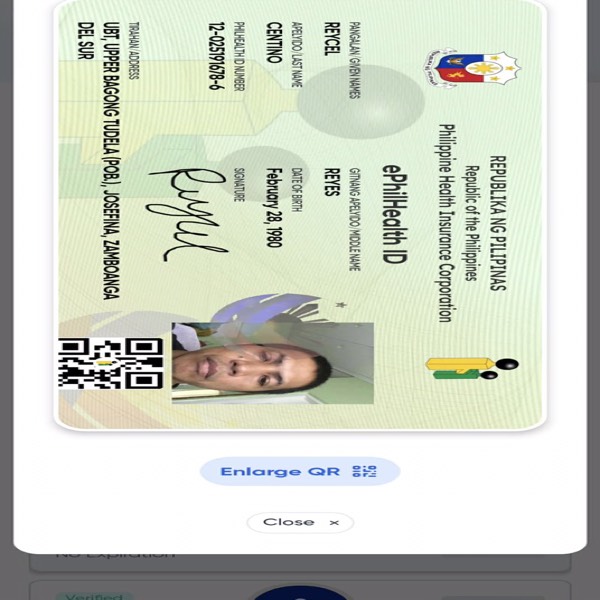 REPUBLIKA NG PILIPINAS
Republic of the Philippines
Philippine Health Insurance Corporation
ePhilHealth ID
PANGALAN/GIVEN NAMES
REYCEL
GITNANG APELYIDO/MIDDLE NAME
REYES
APELYIDO/LAST NAME
CENTINO
DATE OF BIRTH
February 28, 1980
PHILHEALTH ID NUMBER
12-025191678-6
SIGNATURE
TIRAHAN/ADDRESS
UBT UPPER BAGONG TUDELA (POB.), JOSEFINA, ZAMBOANGA
DEL SUR
Enlarge QR
Close ×
No Expiration
Verified